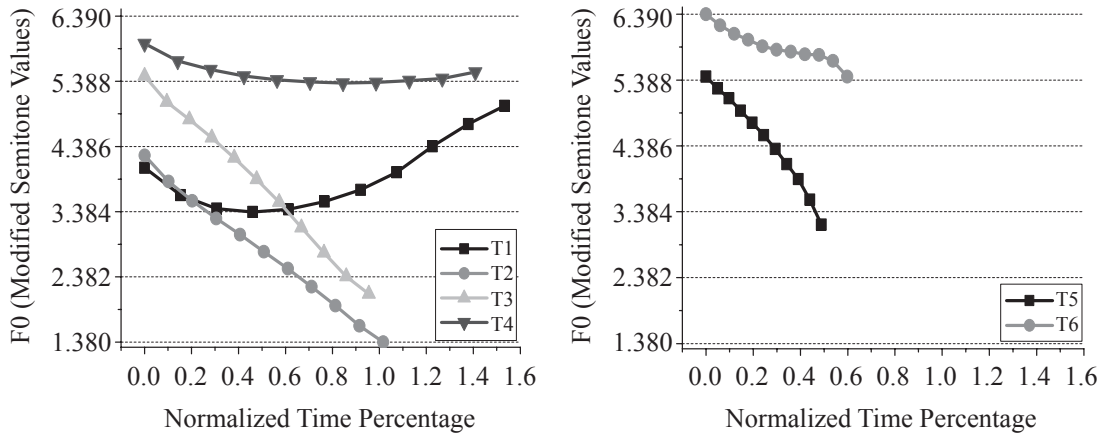 F0 (Modified Semitone Values)
6.390
5.388
4.386
3.384
2.382
1.380
T1
T2
T3
T4
0.0 0.2 0.4 0.6 0.8 1.0 1.2 1.4 1.6
Normalized Time Percentage
F0 (Modified Semitone Values)
6.390
5.388
4.386
3.384
2.382
1.380
T5
T6
0.0 0.2 0.4 0.6 0.8 1.0 1.2 1.4 1.6
Normalized Time Percentage